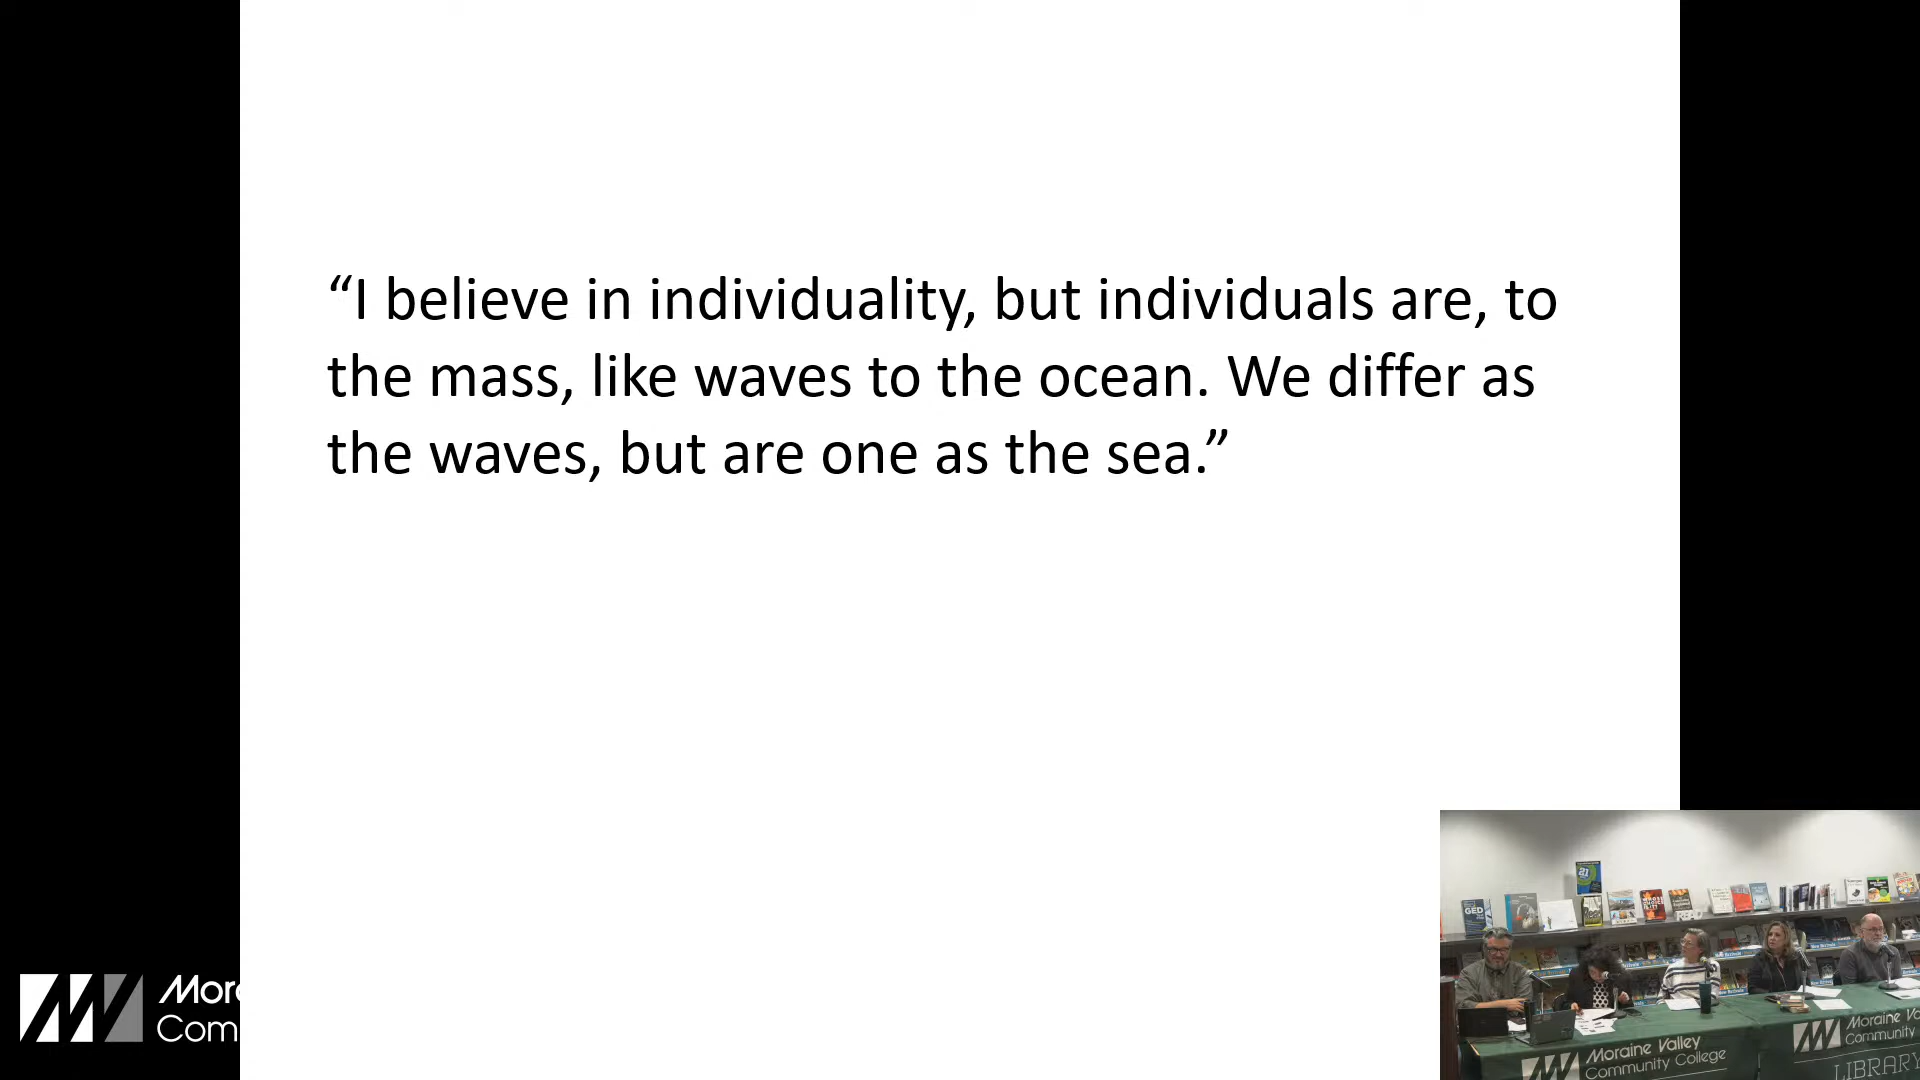 “I believe in individuality, but individuals are, to
the mass, like waves to the ocean. We differ as
the waves, but are one as the sea.”
Mor
Com
GED
Moraine Valley
Community College
Moraine Va
Community
LIBRARY